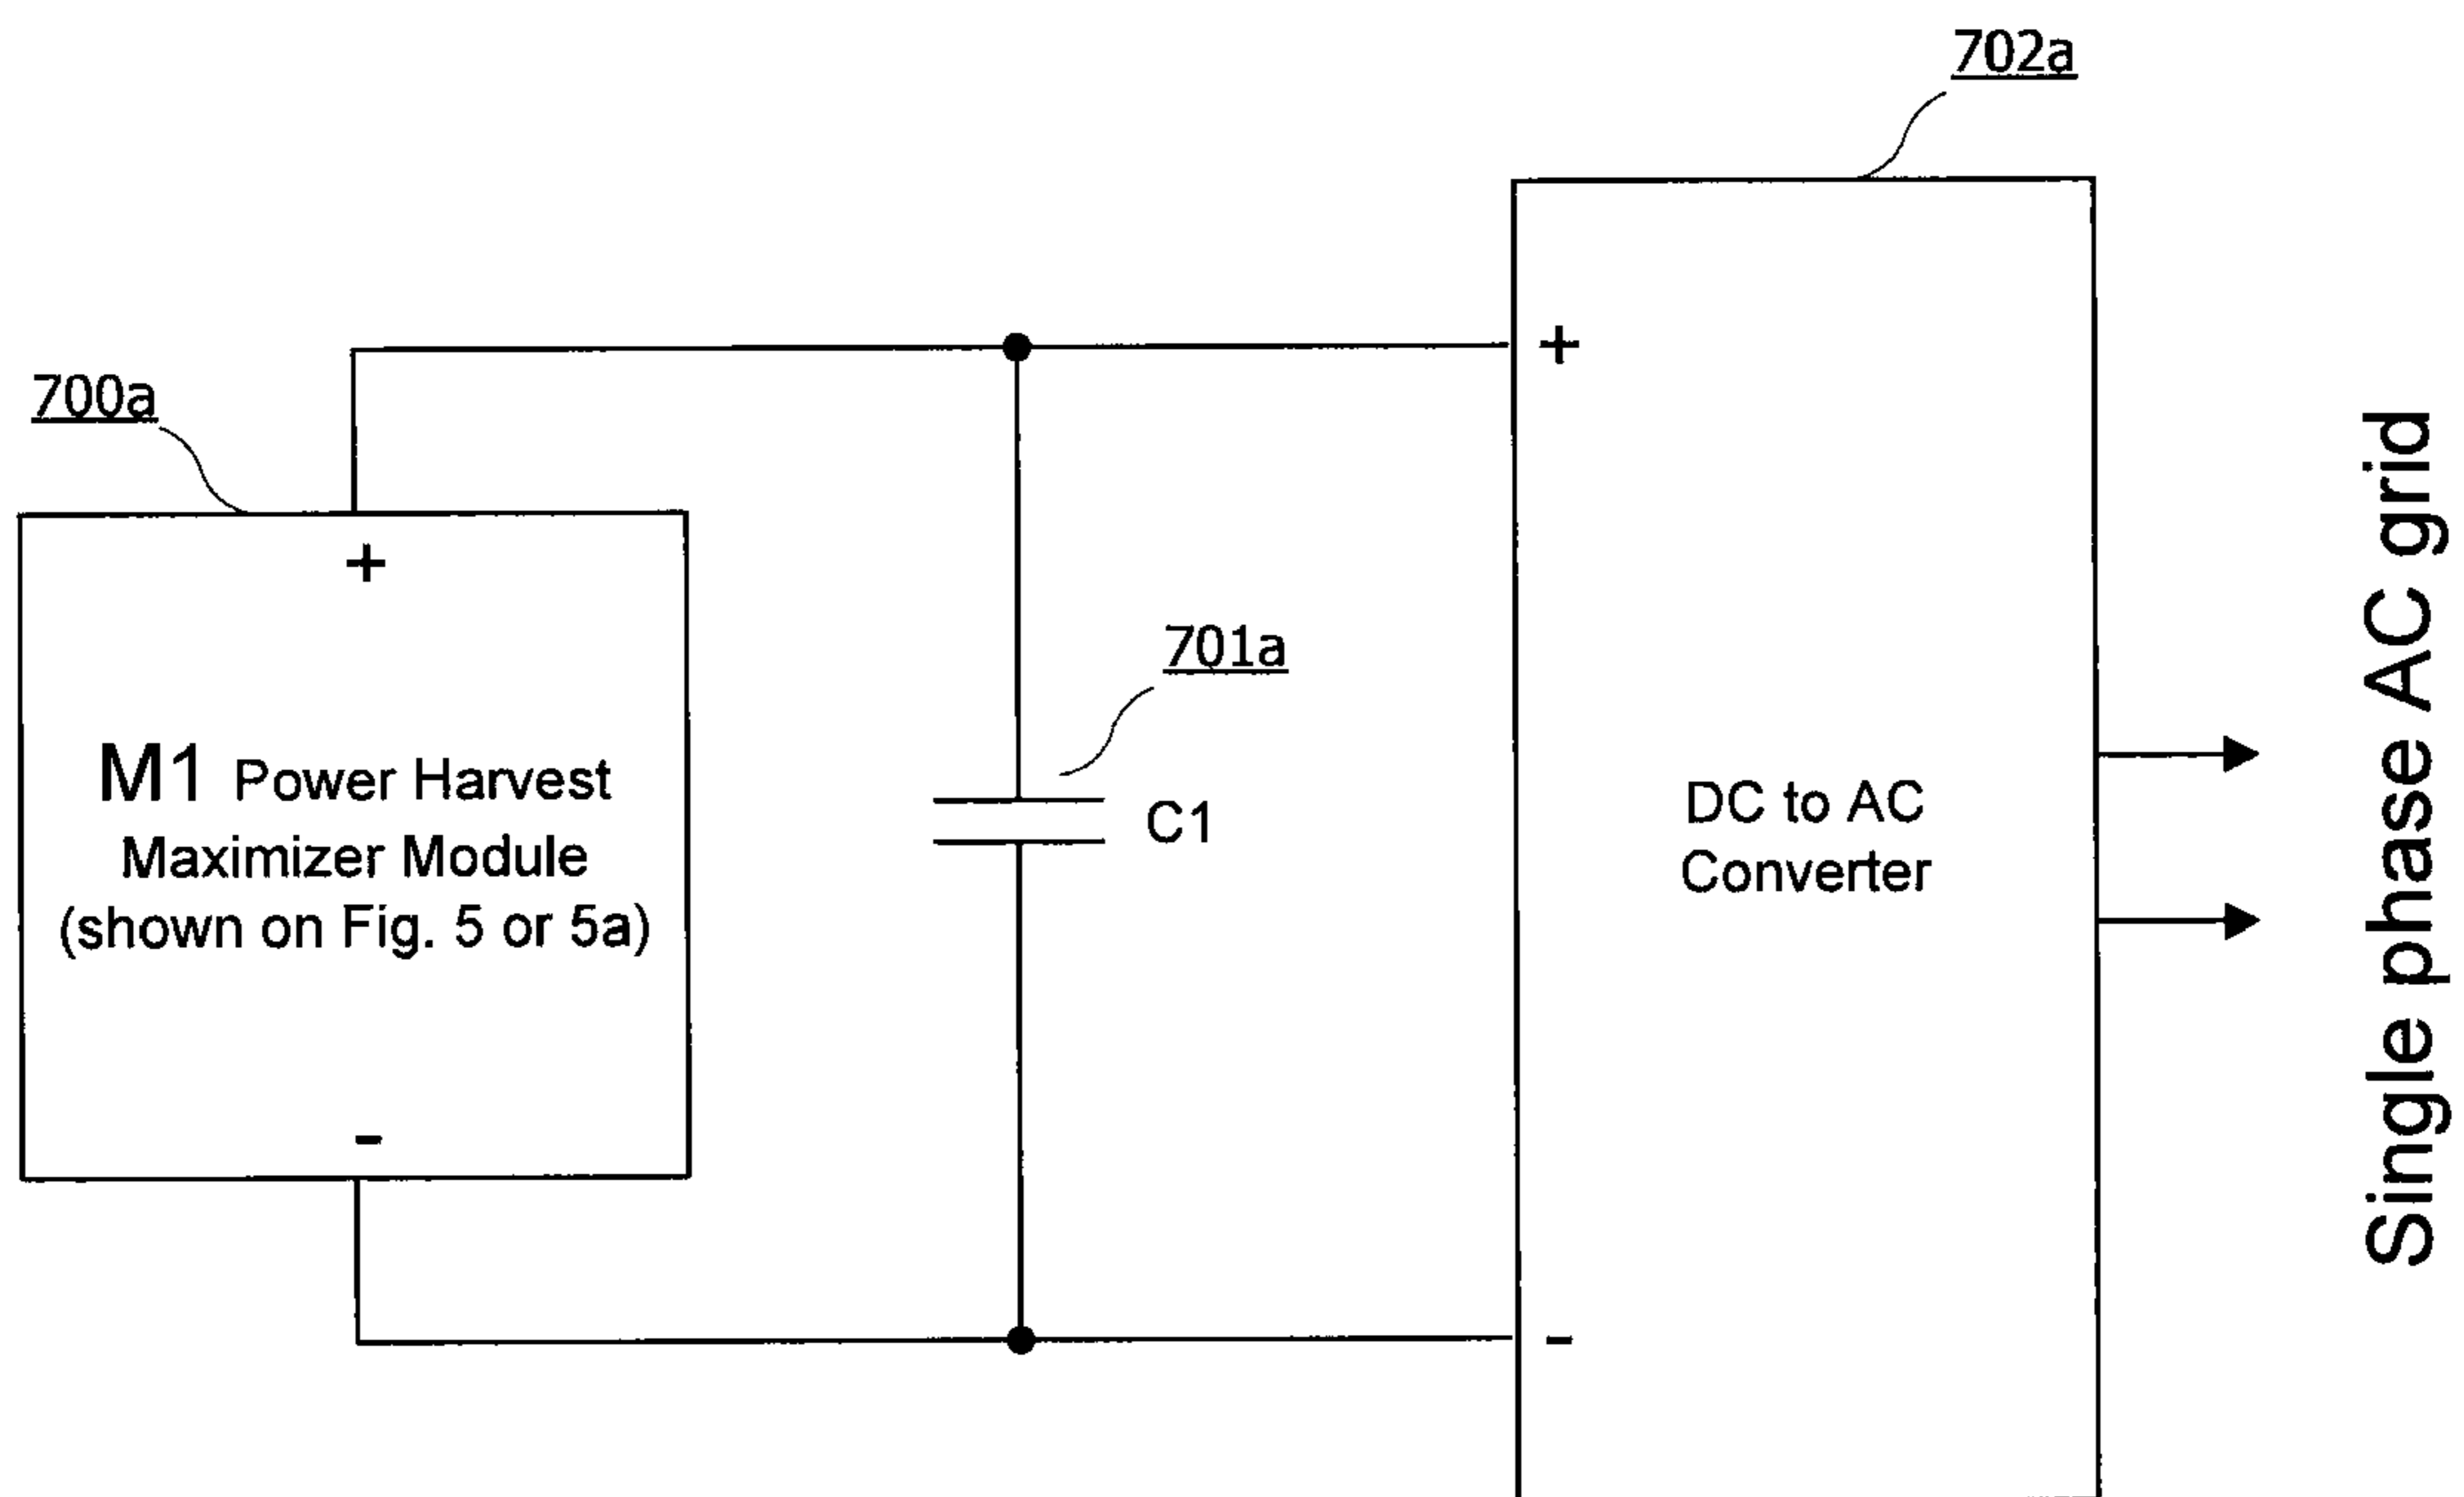 702a
+
700a
+
701a
M1 Power Harvest
Maximizer Module
(shown on Fig. 5 or 5a)
C1
DC to AC
Converter
Single phase AC grid
-
-